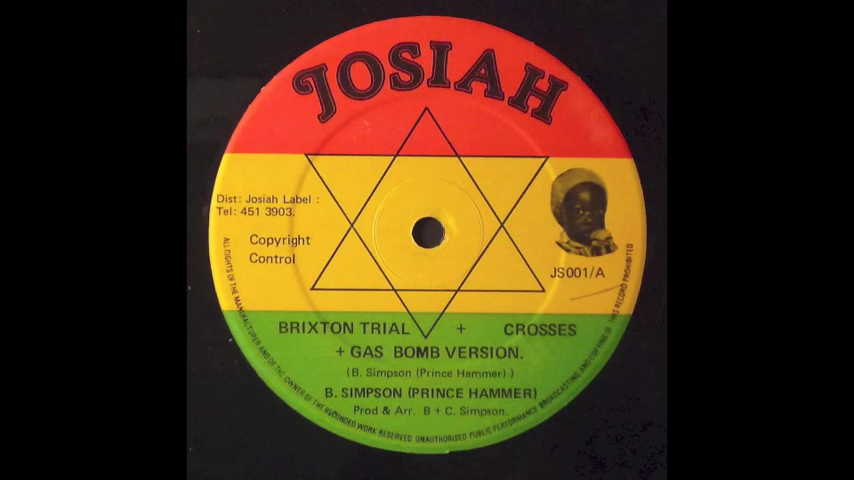 JOSIAH
Dist: Josiah Label :
Tel: 451 3903.
Copyright
Control
JS001/A
BRIXTON TRIAL + CROSSES
+ GAS BOMB VERSION.
(B. Simpson (Prince Hammer) )
B. SIMPSON (PRINCE HAMMER)
Prod & Arr. B + C. Simpson.
ALL RIGHTS OF THE MANUFACTURER AND OF THE OWNER OF THE RECORDED WORK RESERVED UNAUTHORISED PUBLIC PERFORMANCE BROADCASTING AND COPYING OF THIS RECORD PROHIBITED